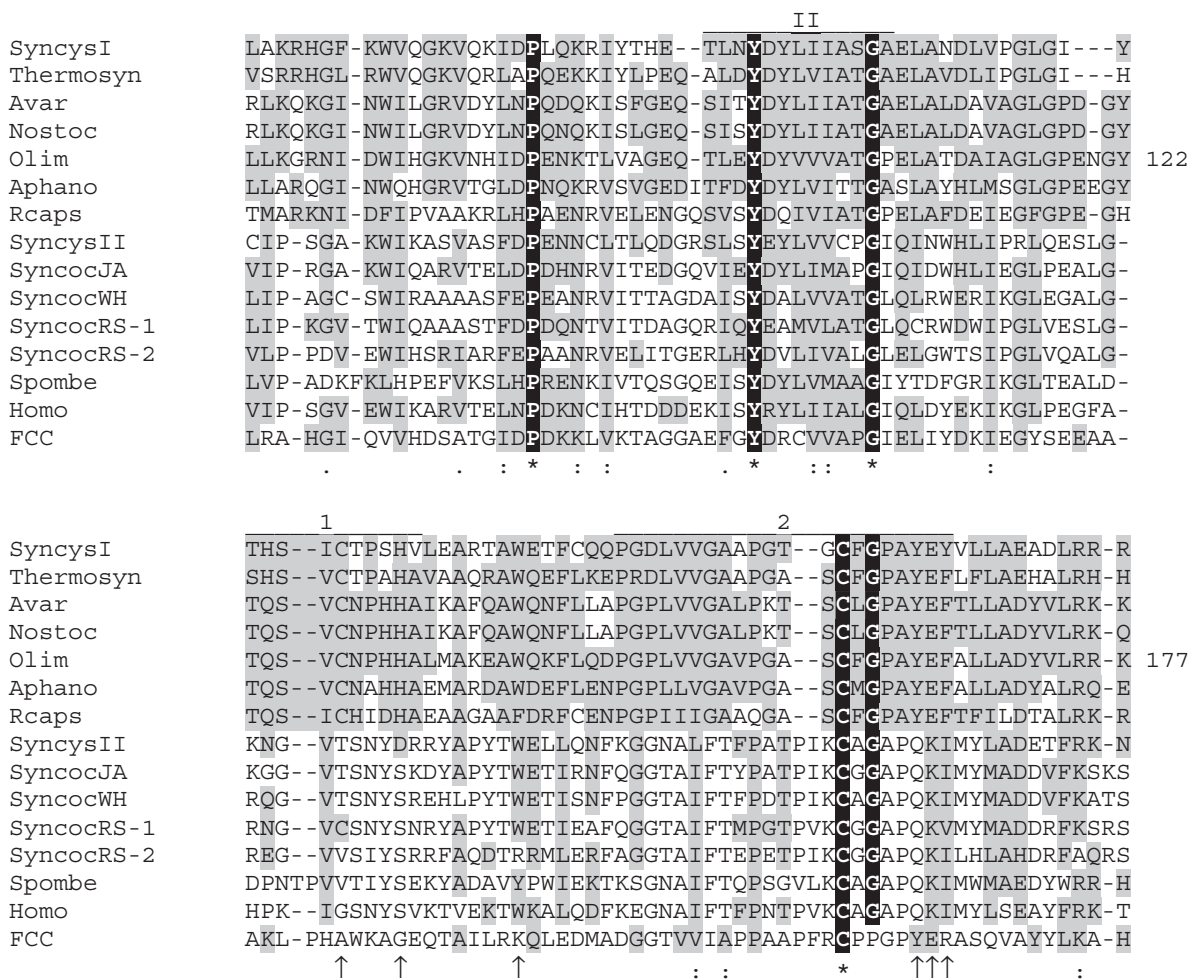 II
SyncysI LAKRHGF-KWVQGKVQKIDPLQKRIYTHE--TLNYDYLIIASGAELANDLVPGLGI---Y
Thermosyn VSRRHGL-RWVQGKVQRLAPQEKKIYLPEQ-ALDYDYLVIATGAELAVDLIPGLGI---H
Avar RLKQKGI-NWILGRVDYLNPQDQKISFGEQ-SITYDYLIIATGAELALDAVAGLGPD-GY
Nostoc RLKQKGI-NWILGRVDYLNPQNQKISLGEQ-SISYDYLIIATGAELALDAVAGLGPD-GY
Olim LLKGRNI-DWIHGKVNHIDPENKTLVAGEQ-TLEYDYVVVATGPELATDAIAGLGPENGY 122
Aphano LLARQGI-NWQHGRVTGLDPNQKRVSVGEDITFDYDYLVITTGASLAYHLMSGLGPEEGY
Rcaps TMARKNI-DFIPVAAKRLHPAENRVELENGQSVSYDQIVIATGPELAFDEIEGFGPE-GH
SyncysII CIP-SGA-KWIKASVASFDPENNCLTLQDGRSLSYEYLVVCPGIQINWHLIPRLQESLG-
SyncocJA VIP-RGA-KWIQARVTELDPDHNRVITEDGQVIEYDYLIMAPGIQIDWHLIEGLPEALG-
SyncocWH LIP-AGC-SWIRAAAASFEPEANRVITTAGDAISYDALVVATGLQLRWERIKGLEGALG-
SyncocRS-1 LIP-KGV-TWIQAAASTFDPDQNTVITDAGQRIQYEAMVLATGLQCRWDWIPGLVESLG-
SyncocRS-2 VLP-PDV-EWIHSRIARFEPAANRVELITGERLHYDVLIVALGLELGWTSIPGLVQALG-
Spombe LVP-ADKFKLHPEFVKSLHPRENKIVTQSGQEISYDYLVMAAGIYTDFGRIKGLTEALD-
Homo VIP-SGV-EWIKARVTELNPDKNCIHTDDDEKISYRYLIIALGIQLDYEKIKGLPEGFA-
FCC LRA-HGI-QVVHDSATGIDPDKKLVKTAGGAEFGYDRCVVAPGIELIYDKIEGYSEEAA-
. . : * : : . * :: * :
1 2
SyncysI THS--ICTPSHVLEARTAWETFCQQPGDLVVGAAPGT--GCFGPAYEYVLLAEADLRR-R
Thermosyn SHS--VCTPAHAVAAQRAWQEFLKEPRDLVVGAAPGA--SCFGPAYEFLFLAEHALRH-H
Avar TQS--VCNPHHAIKAFQAWQNFLLAPGPLVVGALPKT--SCLGPAYEFTLLADYVLRK-K
Nostoc TQS--VCNPHHAIKAFQAWQNFLLAPGPLVVGALPKT--SCLGPAYEFTLLADYVLRK-Q
Olim TQS--VCNPHHALMAKEAWQKFLQDPGPLVVGAVPGA--SCFGPAYEFALLADYVLRR-K 177
Aphano TQS--VCNAHHAEMARDAWDEFLENPGPLLVGAVPGA--SCMGPAYEFALLADYALRQ-E
Rcaps TQS--ICHIDHAEAAGAAFDRFCENPGPIIIGAAQGA--SCFGPAYEFTFILDTALRK-R
SyncysII KNG--VTSNYDRRYAPYTWELLQNFKGGNALFTFPATPIKCAGAPQKIMYLADETFRK-N
SyncocJA KGG--VTSNYSKDYAPYTWETIRNFQGGTAIFTYPATPIKCGGAPQKIMYMADDVFKSKS
SyncocWH RQG--VTSNYSREHLPYTWETISNFPGGTAIFTFPDTPIKCAGAPQKIMYMADDVFKATS
SyncocRS-1 RNG--VCSNYSNRYAPYTWETIEAFQGGTAIFTMPGTPVKCGGAPQKVMYMADDRFKSRS
SyncocRS-2 REG--VVSIYSRRFAQDTRRMLERFAGGTAIFTEPETPIKCGGAPQKILHLAHDRFAQRS
Spombe DPNTPVVTIYSEKYADAVYPWIEKTKSGNAIFTQPSGVLKCAGAPQKIMWMAEDYWRR-H
Homo HPK--IGSNYSVKTVEKTWKALQDFKEGNAIFTFPNTPVKCAGAPQKIMYLSEAYFRK-T
FCC AKL-PHAWKAGEQTAILRKQLEDMADGGTVVIAPPAAPFRCPPGPYERASQVAYYLKA-H
↑ ↑ ↑ : : * ↑↑↑ :